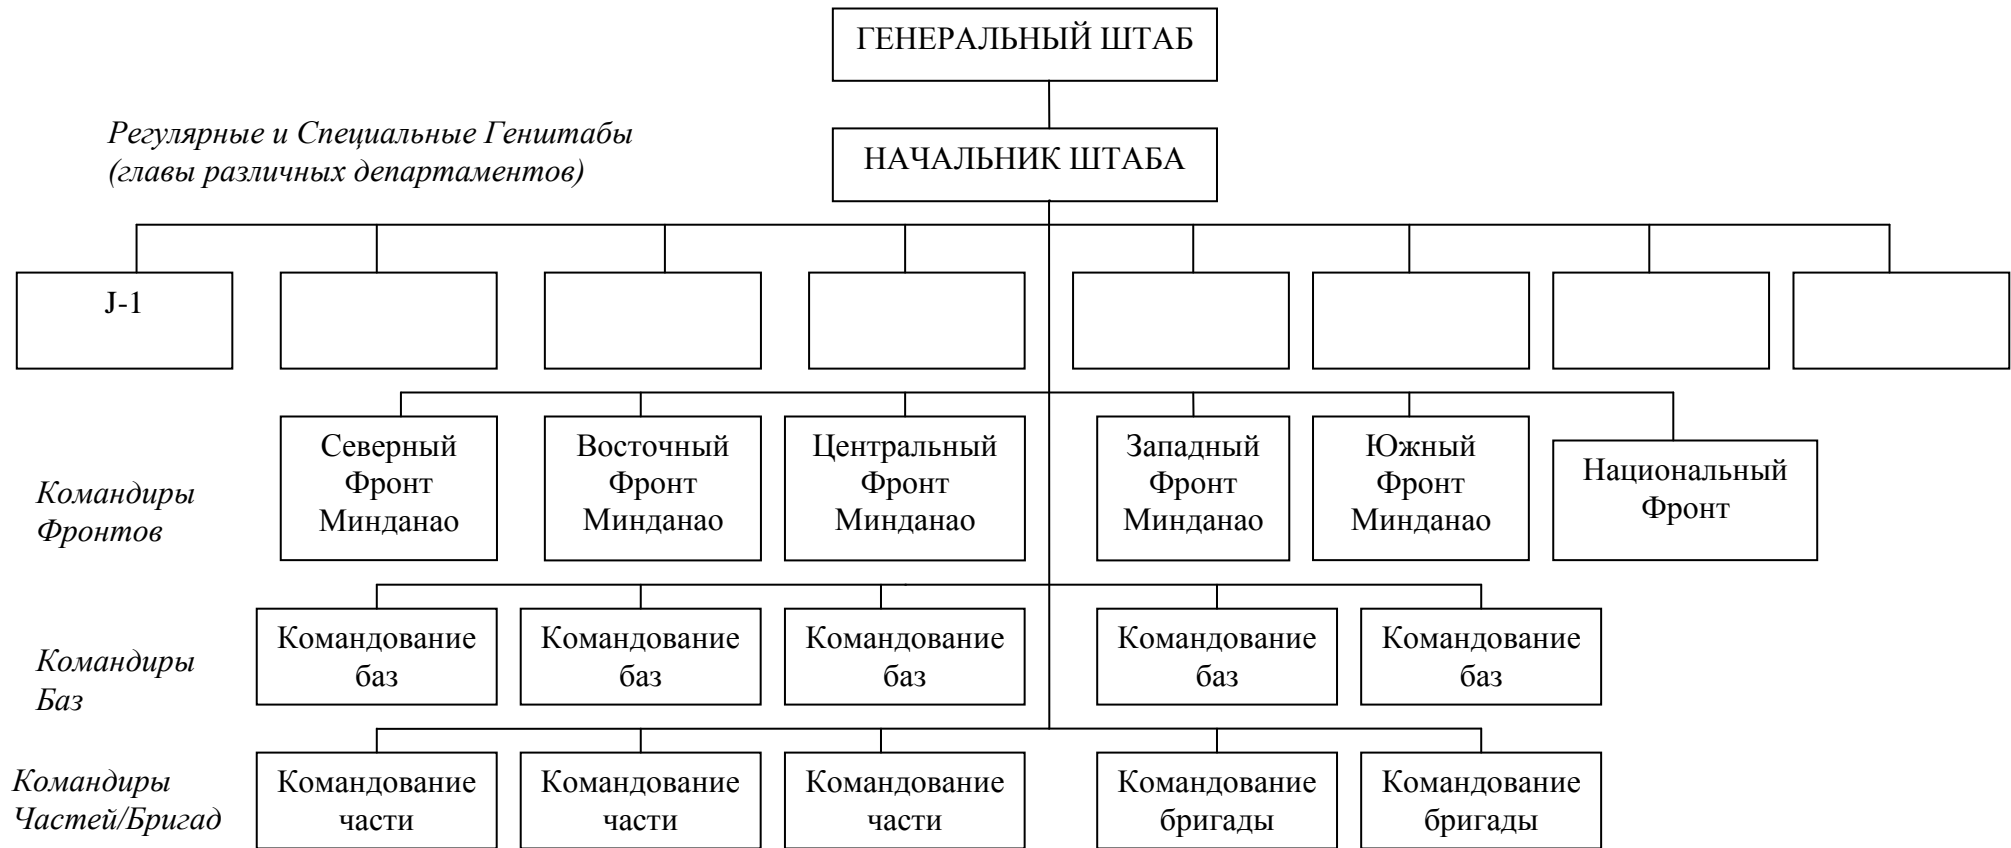 ГЕНЕРАЛЬНЫЙ ШТАБ
Регулярные и Специальные Генштабы
(главы различных департаментов)
НАЧАЛЬНИК ШТАБА
J-1
Командиры
Фронтов
Северный
Фронт
Минданао
Восточный
Фронт
Минданао
Центральный
Фронт
Минданао
Западный
Фронт
Минданао
Южный
Фронт
Минданао
Национальный
Фронт
Командиры
Баз
Командование
баз
Командование
баз
Командование
баз
Командование
баз
Командование
баз
Командиры
Частей/Бригад
Командование
части
Командование
части
Командование
части
Командование
бригады
Командование
бригады